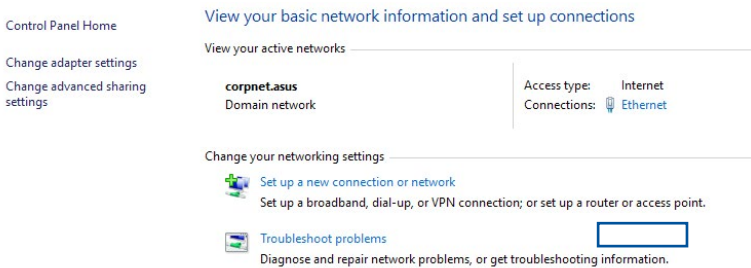 Control Panel Home
Change adapter settings
Change advanced sharing
settings
View your basic network information and set up connections
View your active networks
corpnet.asus
Domain network
Access type: Internet
Connections: Ethernet
Change your networking settings
Set up a new connection or network
Set up a broadband, dial-up, or VPN connection; or set up a router or access point.
Troubleshoot problems
Diagnose and repair network problems, or get troubleshooting information.